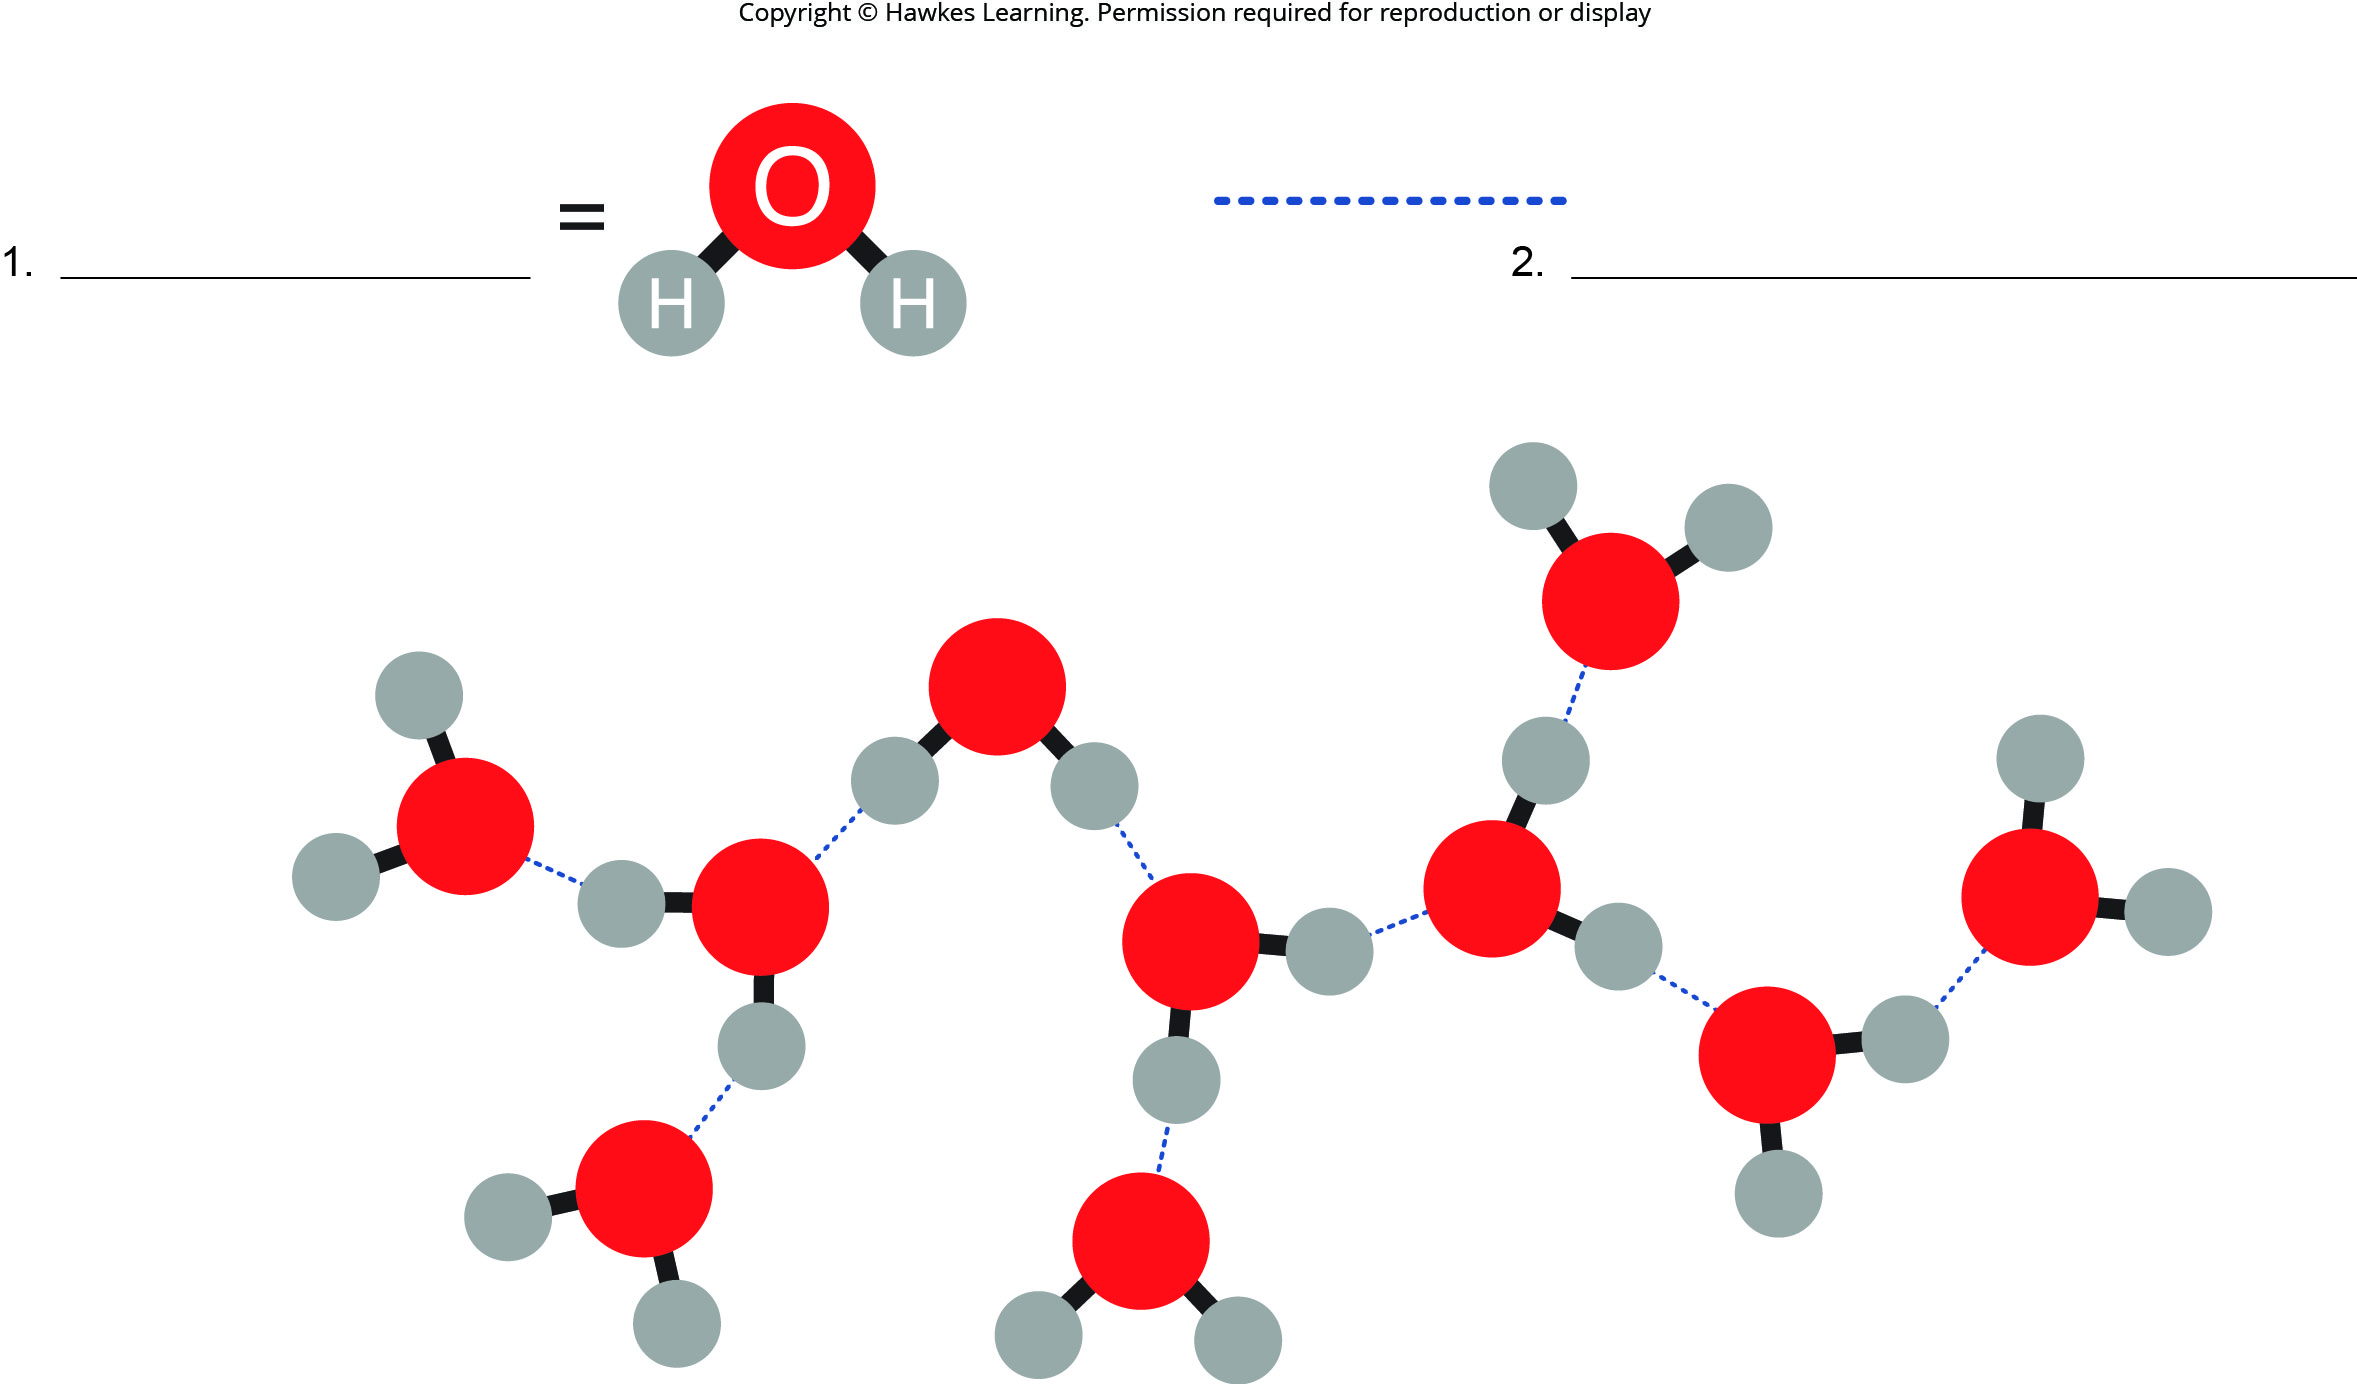 Copyright © Hawkes Learning. Permission required for reproduction or display
1. = O
H H
2.